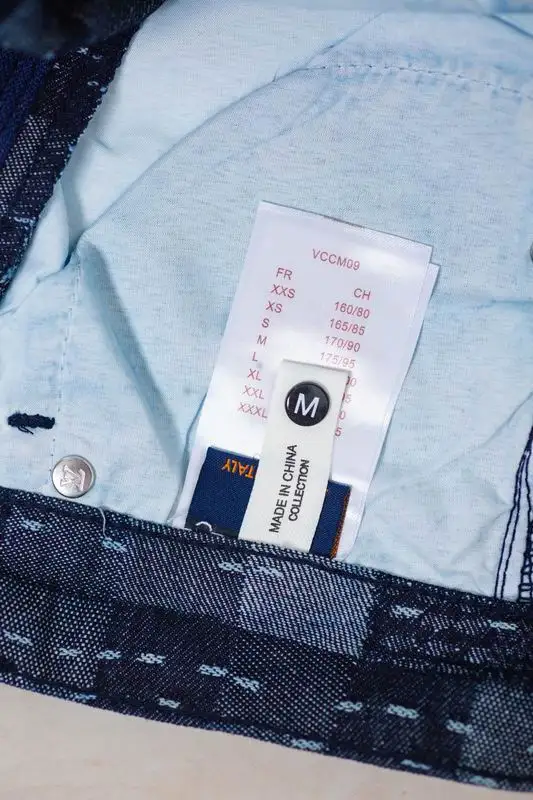 VCCM09
FR CH
XXS 160/80
XS 165/85
S 170/90
M 175/95
L
XL
XXL
XXXL
M
ITALY
MADE IN CHINA
COLLECTION